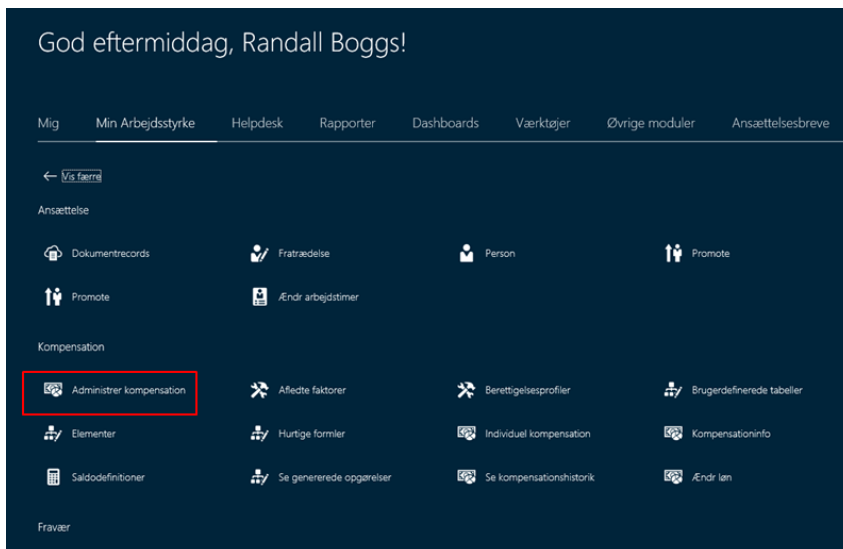 God eftermiddag, Randall Boggs!
Mig Min Arbejdsstyrke Helpdesk Rapporter Dashboards Værktøjer Øvrige moduler Ansættelsesbreve
Vis færre
Ansættelse
Dokumentrecords Fratrædelse Person Promote
Promote Ændr arbejdstimer
Kompensation
Administrer kompensation Afledte faktorer Berettigelsesprofiler Brugerdefinerede tabeller
Elementer Hurtige formler Individuel kompensation Kompensationinfo
Saldodefinitioner Se genererede opgørelser Se kompensationshistorik Ændr løn
Fravær